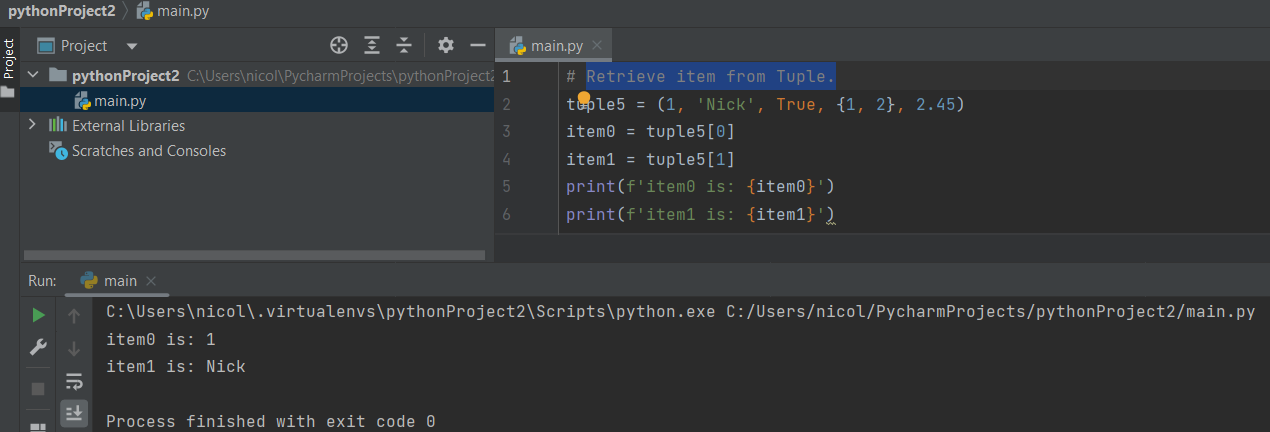 pythonProject2 main.py
Project
Project
pythonProject2 C:\Users\nicol\PycharmProjects\pythonProject2
main.py
External Libraries
Scratches and Consoles
main.py
1 # Retrieve item from Tuple.
2 tuple5 = (1, 'Nick', True, {1, 2}, 2.45)
3 item0 = tuple5[0]
4 item1 = tuple5[1]
5 print(f'item0 is: {item0}')
6 print(f'item1 is: {item1}')
Run: main
C:\Users\nicol\.virtualenvs\pythonProject2\Scripts\python.exe C:/Users/nicol/PycharmProjects/pythonProject2/main.py
item0 is: 1
item1 is: Nick
Process finished with exit code 0